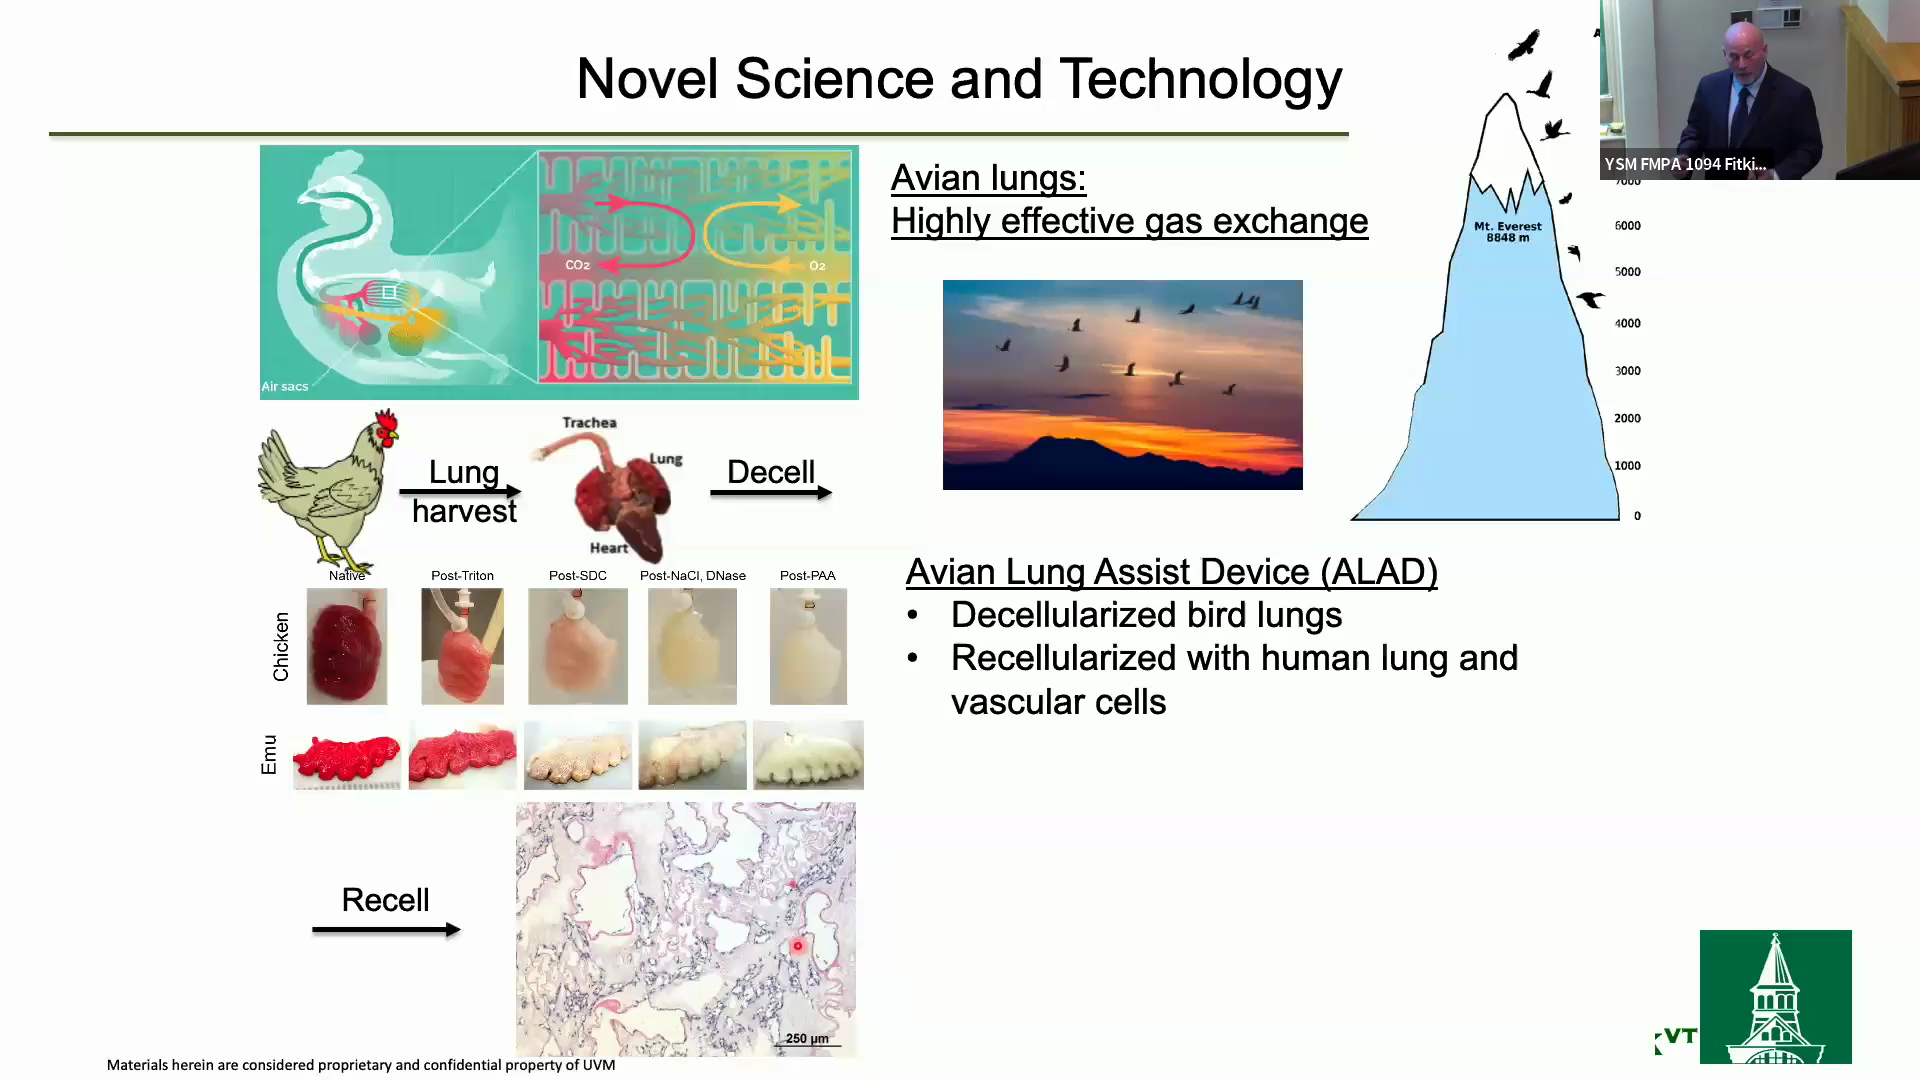 Novel Science and Technology
YSM FMPA 1094 Fitki...
Avian lungs:
Highly effective gas exchange
CO2
O2
Air sacs
Mt. Everest
8848 m
7000
6000
5000
4000
3000
2000
1000
0
Lung
harvest
Trachea
Lung
Heart
Decell
Native
Post-Triton
Post-SDC
Post-NaCl, DNase
Post-PAA
Chicken
Emu
Avian Lung Assist Device (ALAD)
• Decellularized bird lungs
• Recellularized with human lung and
vascular cells
Recell
250 µm
VT
Materials herein are considered proprietary and confidential property of UVM